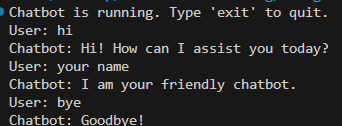 Chatbot is running. Type 'exit' to quit.
User: hi
Chatbot: Hi! How can I assist you today?
User: your name
Chatbot: I am your friendly chatbot.
User: bye
Chatbot: Goodbye!